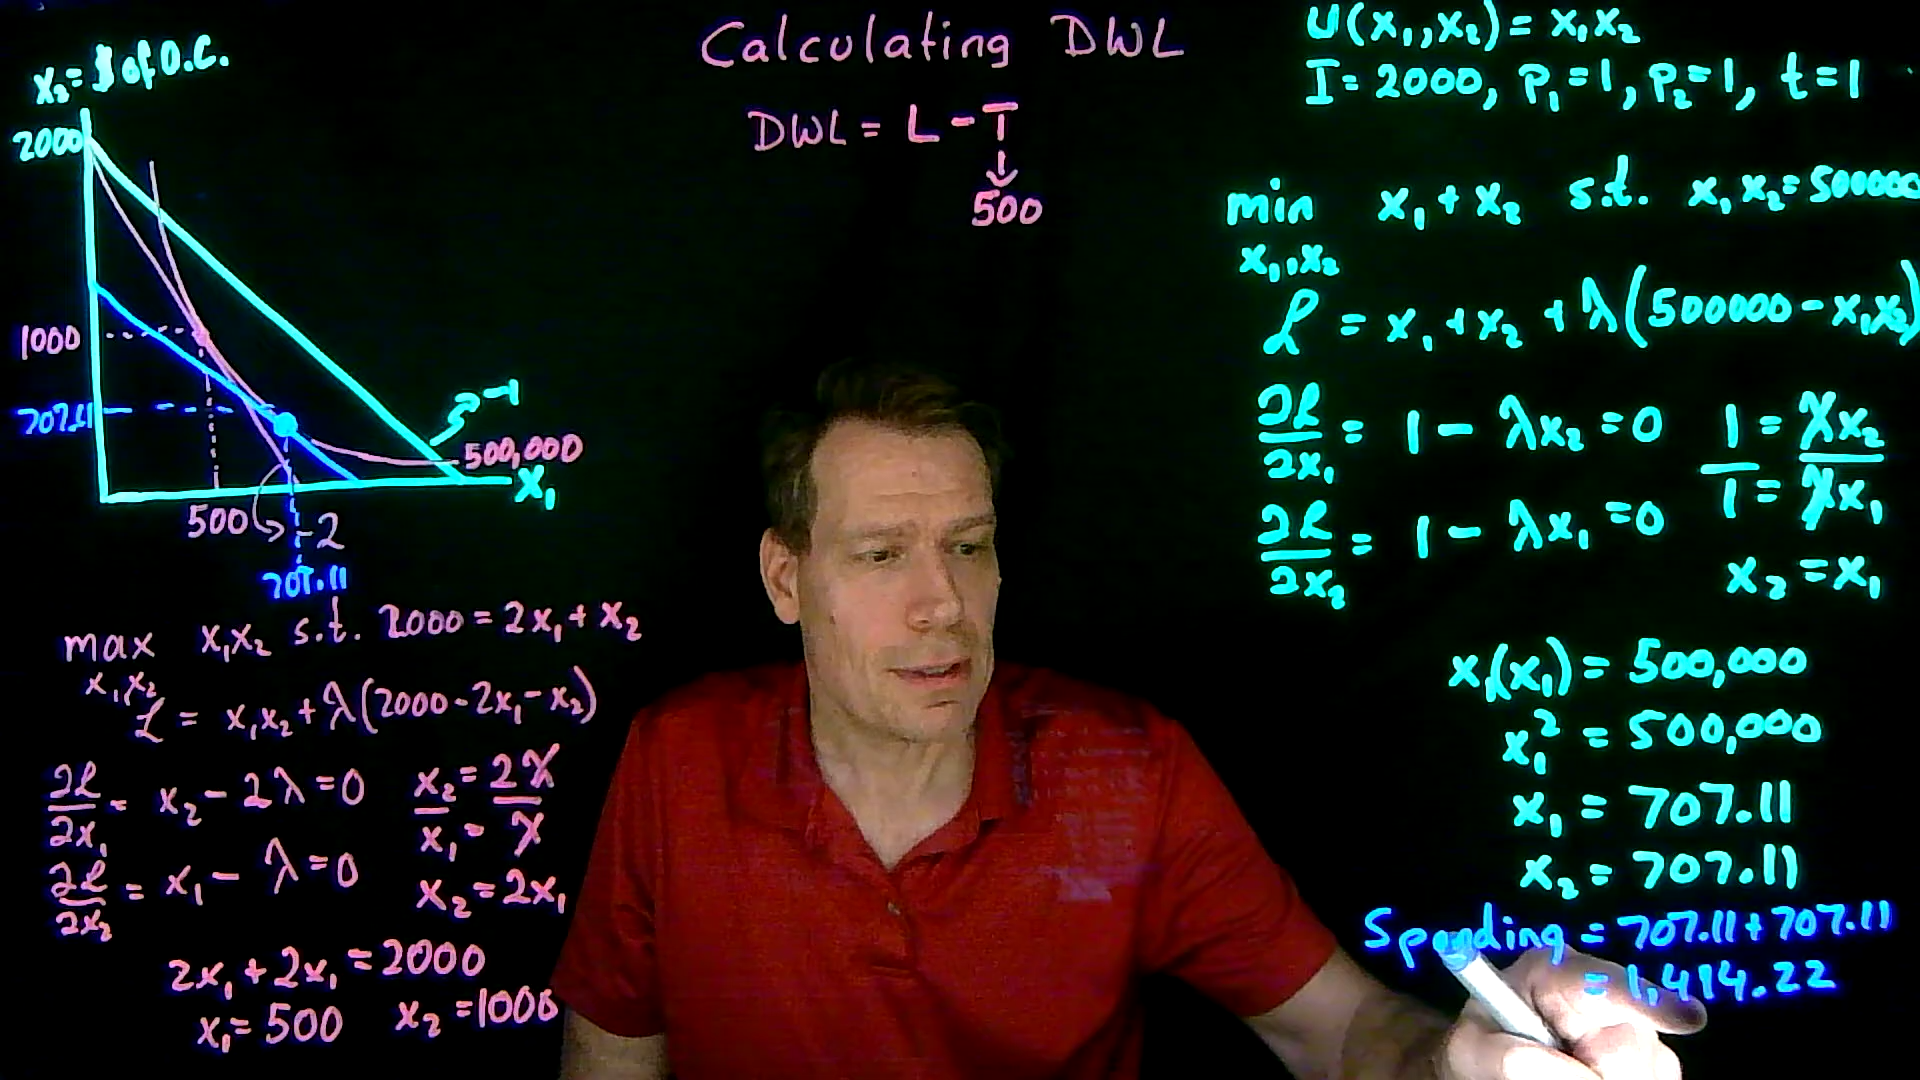 Calculating DWL
DWL = L - T
↓
500
x₂ = $ of O.C.
2000
1000
707.11
-1
500,000
x₁
500
-2
707.11
max x₁x₂ s.t. 2000 = 2x₁ + x₂
x₁,x₂
ℒ = x₁x₂ + λ(2000 - 2x₁ - x₂)
∂ℒ/∂x₁ = x₂ - 2λ = 0
∂ℒ/∂x₂ = x₁ - λ = 0
x₂ = 2λ
x₁ = λ
x₂ = 2x₁
2x₁ + 2x₁ = 2000
x₁ = 500 x₂ = 1000
U(x₁,x₂) = x₁x₂
I = 2000, P₁ = 1, P₂ = 1, t = 1
min x₁ + x₂ s.t. x₁x₂ = 500000
x₁,x₂
ℒ = x₁ + x₂ + λ(500000 - x₁x₂)
∂ℒ/∂x₁ = 1 - λx₂ = 0
∂ℒ/∂x₂ = 1 - λx₁ = 0
1 = λx₂
1 = λx₁
x₂ = x₁
x₁(x₁) = 500,000
x₁² = 500,000
x₁ = 707.11
x₂ = 707.11
Spending = 707.11 + 707.11
= 1,414.22